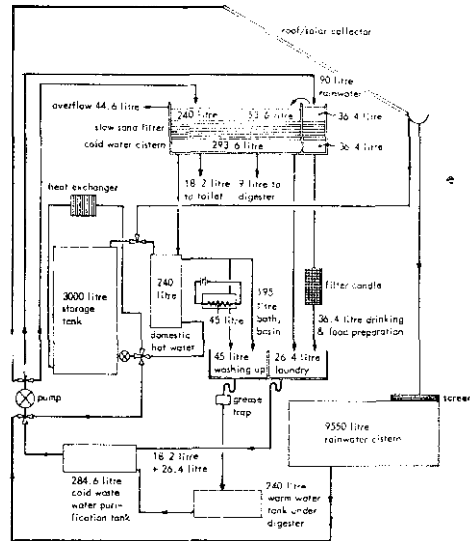 roof/solar collector
90 litre
rainwater
overflow 44.6 litre
240 litre
53.6 litre
36.4 litre
slow sand filter
cold water cistern
293.6 litre
36.4 litre
heat exchanger
18.2 litre
to toilet
9 litre to
digester
3000 litre
storage
tank
240
litre
domestic
hot water
45 litre
195
litre
bath,
basin
filter candle
36.4 litre drinking
& food preparation
45 litre
washing up
26.4 litre
laundry
pump
grease
trap
screen
9550 litre
rainwater cistern
18.2 litre
+ 26.4 litre
284.6 litre
cold waste
water puri-
fication tank
240 litre
warm water
tank under
digester